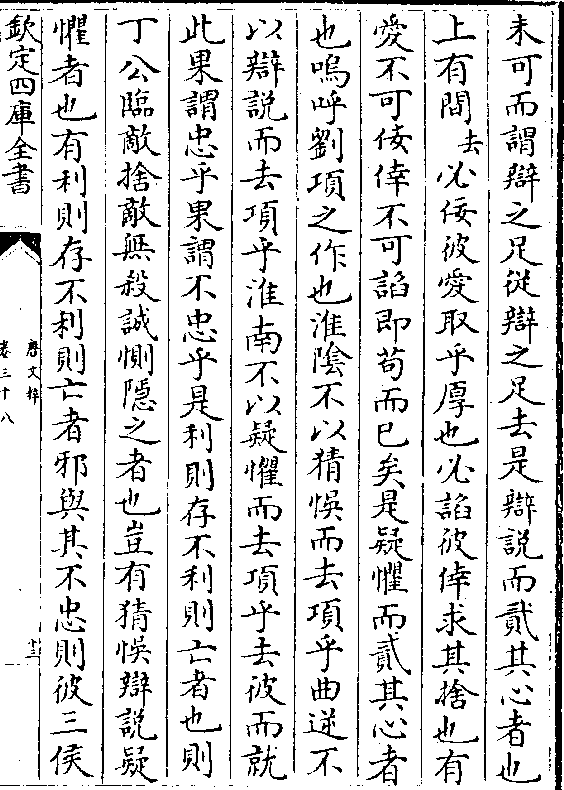 未可而謂辯之足從辯之足去是辯說而貳其心者也
上有間去必佞彼愛取乎厚也必諂彼倖求其捨也有
愛不可佞倖不可諂即苟而已矣是疑懼而貳其心者
也嗚呼劉項之作也淮陰不以猜悞而去項乎曲逆不
以辯說而去項乎淮南不以疑懼而去項乎去彼而就
此果謂忠乎果謂不忠乎是利則存不利則亡者也則
丁公臨敵捨敵無殺誠惻隱之者也豈有猜悞辯說疑
懼者也有利則存不利則亡者邪與其不忠則彼三侯
欽定四庫全書
唐文粹
卷三十八